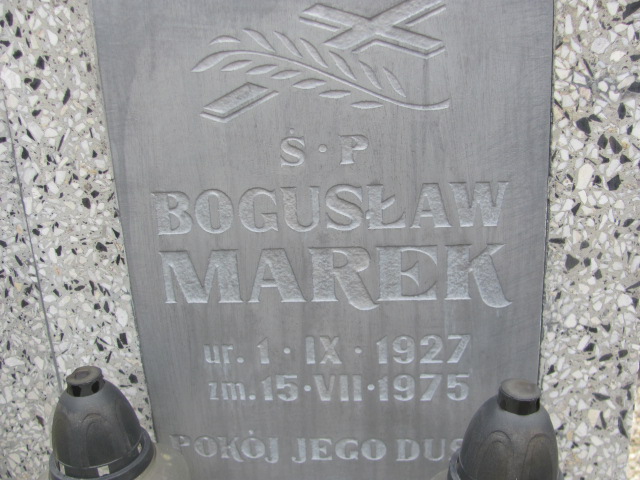 Ś·P
BOGUSŁAW
MAREK
ur. 1·IX·1927
zm. 15·VII·1975
POKÓJ JEGO